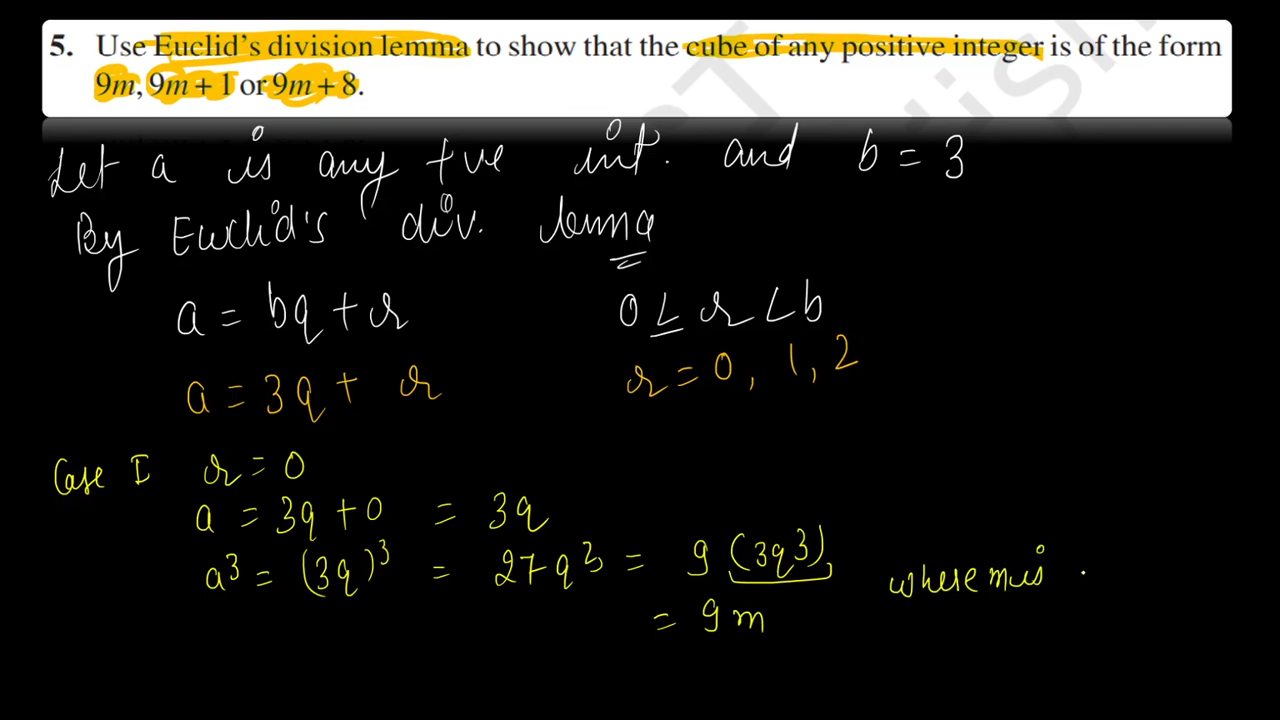 5. Use Euclid's division lemma to show that the cube of any positive integer is of the form
9m, 9m + 1 or 9m + 8.
Let a is any +ve int. and b = 3
By Euclid's div. lemma
a = bq + r 0 ≤ r < b
a = 3q + r r = 0, 1, 2
Case I r = 0
a = 3q + 0 = 3q
a³ = (3q)³ = 27q³ = 9 (3q³) where m is
= 9m